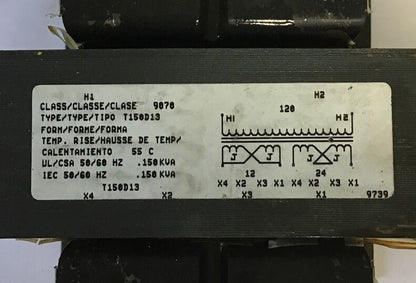 H1
CLASS/CLASSE/CLASE 9070
TYPE/TYPE/TIPO T150D13
FORM/FORME/FORMA
TEMP. RISE/HAUSSE DE TEMP/
CALENTAMIENTO 55 C
UL/CSA 50/60 HZ .150KVA
IEC 50/60 HZ .150KVA
T150D13
X4 X2
H2
120
H1 H2
J J
12 24
X4 X2 X3 X1 X4 X2 X3 X1
X3 X1 9739